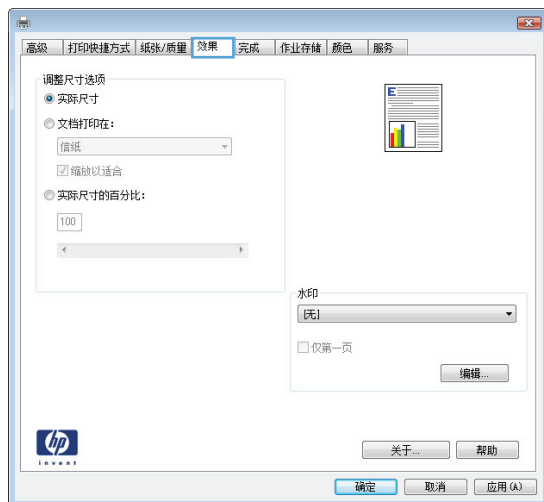 高级 打印快捷方式 纸张/质量 效果 完成 作业存储 颜色 服务
调整尺寸选项
实际尺寸
文档打印在：
信纸
缩放以适合
实际尺寸的百分比：
100
E
水印
[无]
仅第一页
编辑...
hp
invent
关于... 帮助
确定 取消 应用(A)